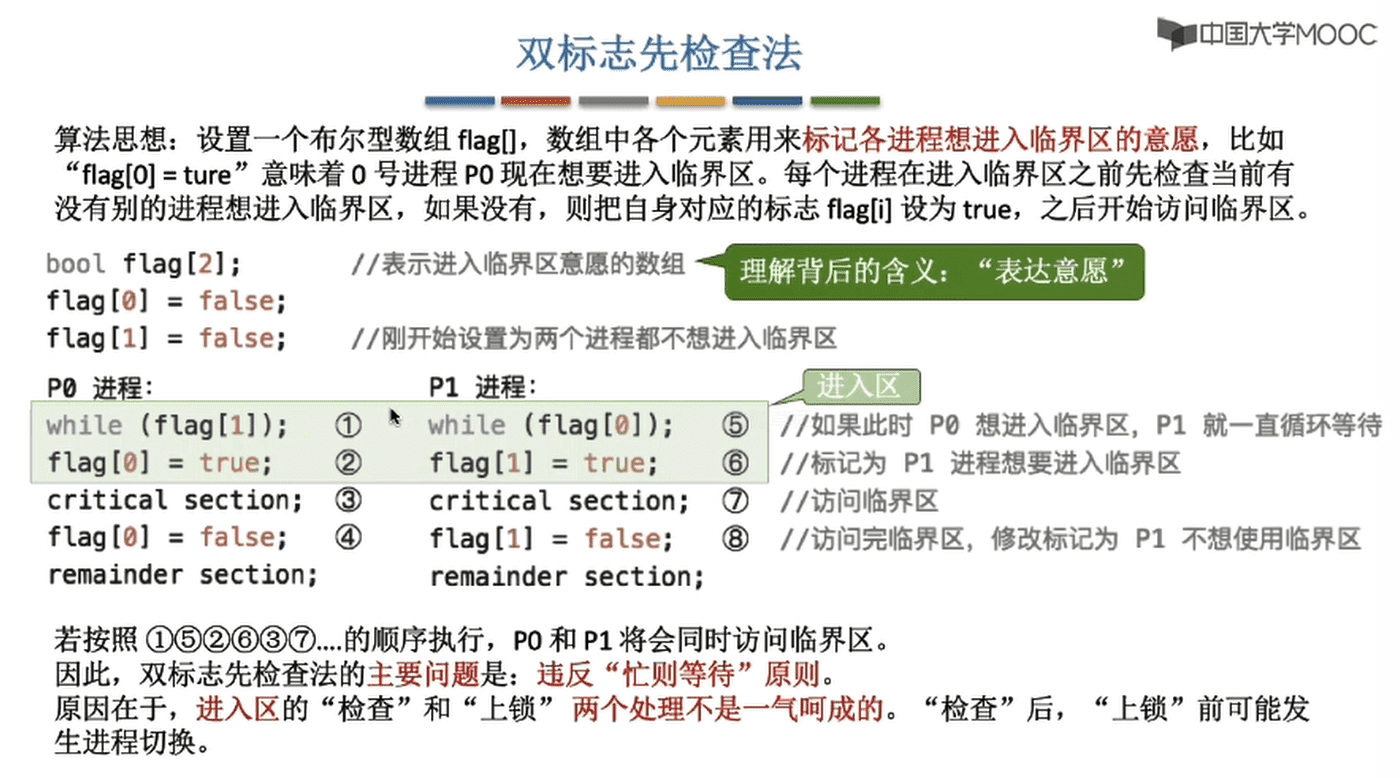 中国大学MOOC
双标志先检查法
算法思想：设置一个布尔型数组 flag[]，数组中各个元素用来标记各进程想进入临界区的意愿，比如
“flag[0] = ture”意味着 0 号进程 P0 现在想要进入临界区。每个进程在进入临界区之前先检查当前有
没有别的进程想进入临界区，如果没有，则把自身对应的标志 flag[i] 设为 true，之后开始访问临界区。
bool flag[2]; //表示进入临界区意愿的数组
理解背后的含义：“表达意愿”
flag[0] = false;
flag[1] = false; //刚开始设置为两个进程都不想进入临界区
P0 进程： P1 进程： 进入区
while (flag[1]); ① while (flag[0]); ⑤ //如果此时 P0 想进入临界区，P1 就一直循环等待
flag[0] = true; ② flag[1] = true; ⑥ //标记为 P1 进程想要进入临界区
critical section; ③ critical section; ⑦ //访问临界区
flag[0] = false; ④ flag[1] = false; ⑧ //访问完临界区，修改标记为 P1 不想使用临界区
remainder section; remainder section;
若按照 ①⑤②⑥③⑦....的顺序执行，P0 和 P1 将会同时访问临界区。
因此，双标志先检查法的主要问题是：违反“忙则等待”原则。
原因在于，进入区的“检查”和“上锁” 两个处理不是一气呵成的。“检查”后，“上锁”前可能发
生进程切换。